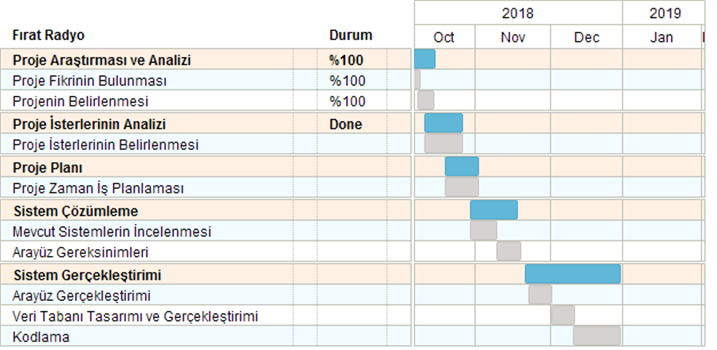 2018 2019
Fırat Radyo Durum Oct Nov Dec Jan
Proje Araştırması ve Analizi %100
Proje Fikrinin Bulunması %100
Projenin Belirlenmesi %100
Proje İsterlerinin Analizi Done
Proje İsterlerinin Belirlenmesi
Proje Planı
Proje Zaman İş Planlaması
Sistem Çözümleme
Mevcut Sistemlerin İncelenmesi
Arayüz Gereksinimleri
Sistem Gerçekleştirimi
Arayüz Gerçekleştirimi
Veri Tabanı Tasarımı ve Gerçekleştirimi
Kodlama